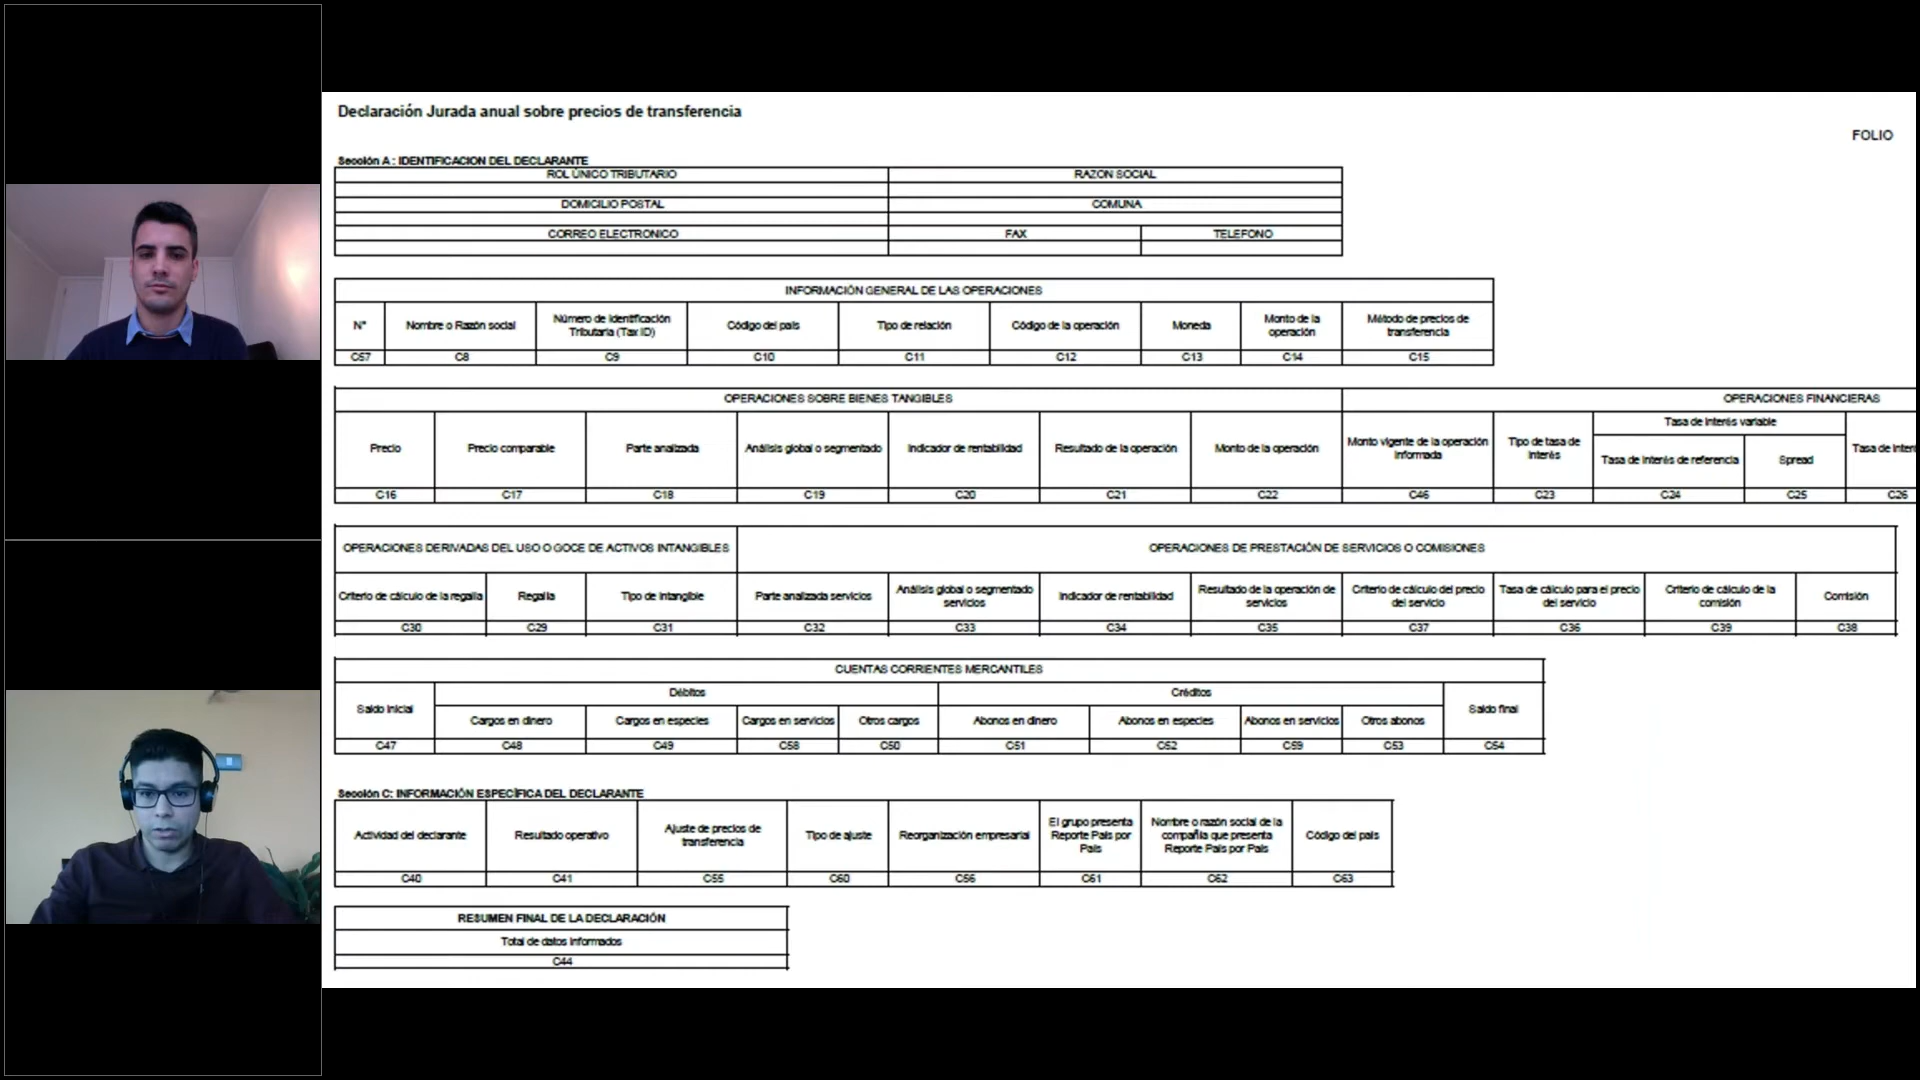 Declaración Jurada anual sobre precios de transferencia
FOLIO
Sección A : IDENTIFICACION DEL DECLARANTE
ROL ÚNICO TRIBUTARIO RAZON SOCIAL
DOMICILIO POSTAL COMUNA
CORREO ELECTRONICO FAX TELEFONO
INFORMACIÓN GENERAL DE LAS OPERACIONES
N° Nombre o Razón social Número de Identificación Tributaria (Tax ID) Código del país Tipo de relación Código de la operación Moneda Monto de la operación Método de precios de transferencia
C57 C8 C9 C10 C11 C12 C13 C14 C15
OPERACIONES SOBRE BIENES TANGIBLES OPERACIONES FINANCIERAS
Precio Precio comparable Parte analizada Análisis global o segmentado Indicador de rentabilidad Resultado de la operación Monto de la operación Monto vigente de la operación informada Tipo de tasa de interés Tasa de interés variable
Tasa de interés de referencia Spread Tasa de inter
C16 C17 C18 C19 C20 C21 C22 C46 C23 C24 C25 C26
OPERACIONES DERIVADAS DEL USO O GOCE DE ACTIVOS INTANGIBLES OPERACIONES DE PRESTACIÓN DE SERVICIOS O COMISIONES
Criterio de cálculo de la regalía Regalía Tipo de intangible Parte analizada servicios Análisis global o segmentado servicios Indicador de rentabilidad Resultado de la operación de servicios Criterio de cálculo del precio del servicio Tasa de cálculo para el precio del servicio Criterio de cálculo de la comisión Comisión
C30 C29 C31 C32 C33 C34 C35 C37 C36 C39 C38
CUENTAS CORRIENTES MERCANTILES
Saldo inicial Débitos Créditos Saldo final
Cargos en dinero Cargos en especies Cargos en servicios Otros cargos Abonos en dinero Abonos en especies Abonos en servicios Otros abonos
C47 C48 C49 C58 C50 C51 C52 C59 C53 C54
Sección C: INFORMACIÓN ESPECÍFICA DEL DECLARANTE
Actividad del declarante Resultado operativo Ajuste de precios de transferencia Tipo de ajuste Reorganización empresarial El grupo presenta Reporte País por País Nombre o razón social de la compañía que presenta Reporte País por País Código del país
C40 C41 C55 C60 C56 C61 C62 C63
RESUMEN FINAL DE LA DECLARACIÓN
Total de datos informados
C44